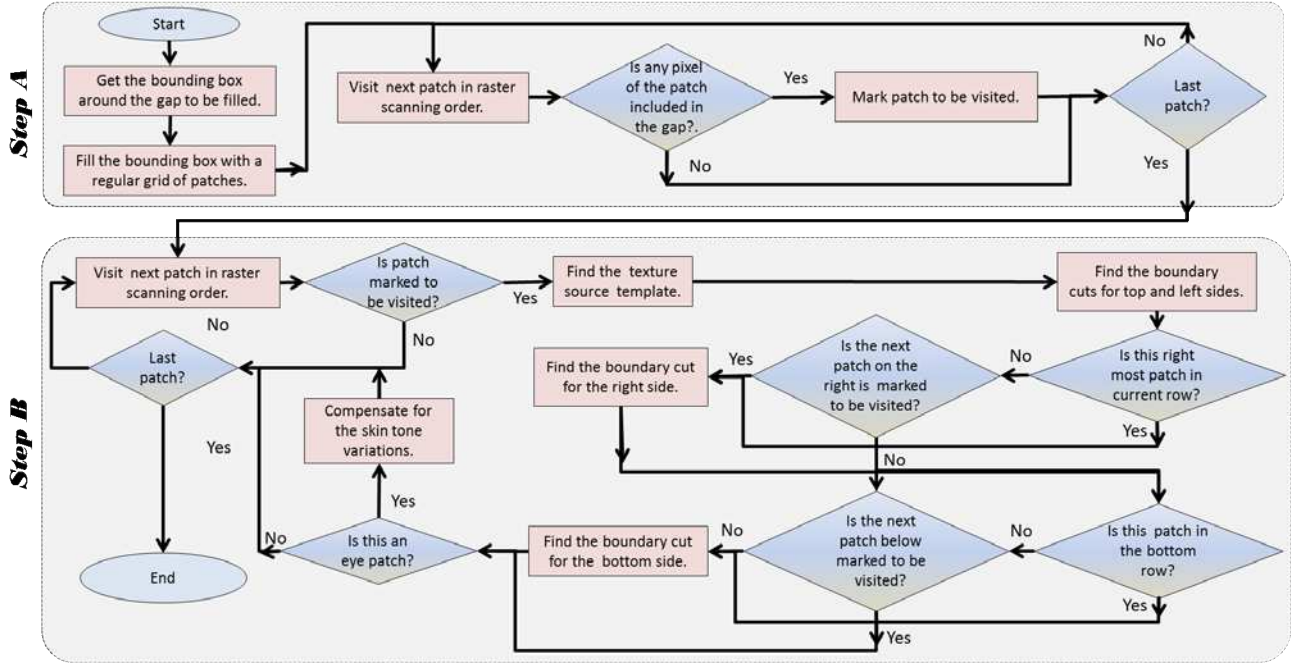 Step A
Start
Get the bounding box
around the gap to be filled.
Fill the bounding box with a
regular grid of patches.
Visit next patch in raster
scanning order.
Is any pixel
of the patch
included in
the gap?.
Yes
No
Mark patch to be visited.
Last
patch?
No
Yes
Step B
Visit next patch in raster
scanning order.
Is patch
marked to
be visited?
Yes
No
Find the texture
source template.
Find the boundary
cuts for top and left sides.
Is this right
most patch in
current row?
No
Yes
Is the next
patch on
the right is marked
to be visited?
Yes
No
Find the boundary cut
for the right side.
Is this patch in
the bottom
row?
No
Yes
Is the next
patch below
marked to be
visited?
No
Yes
Find the boundary cut
for the bottom side.
Is this an
eye patch?
Yes
No
Compensate for
the skin tone
variations.
Last
patch?
No
Yes
End